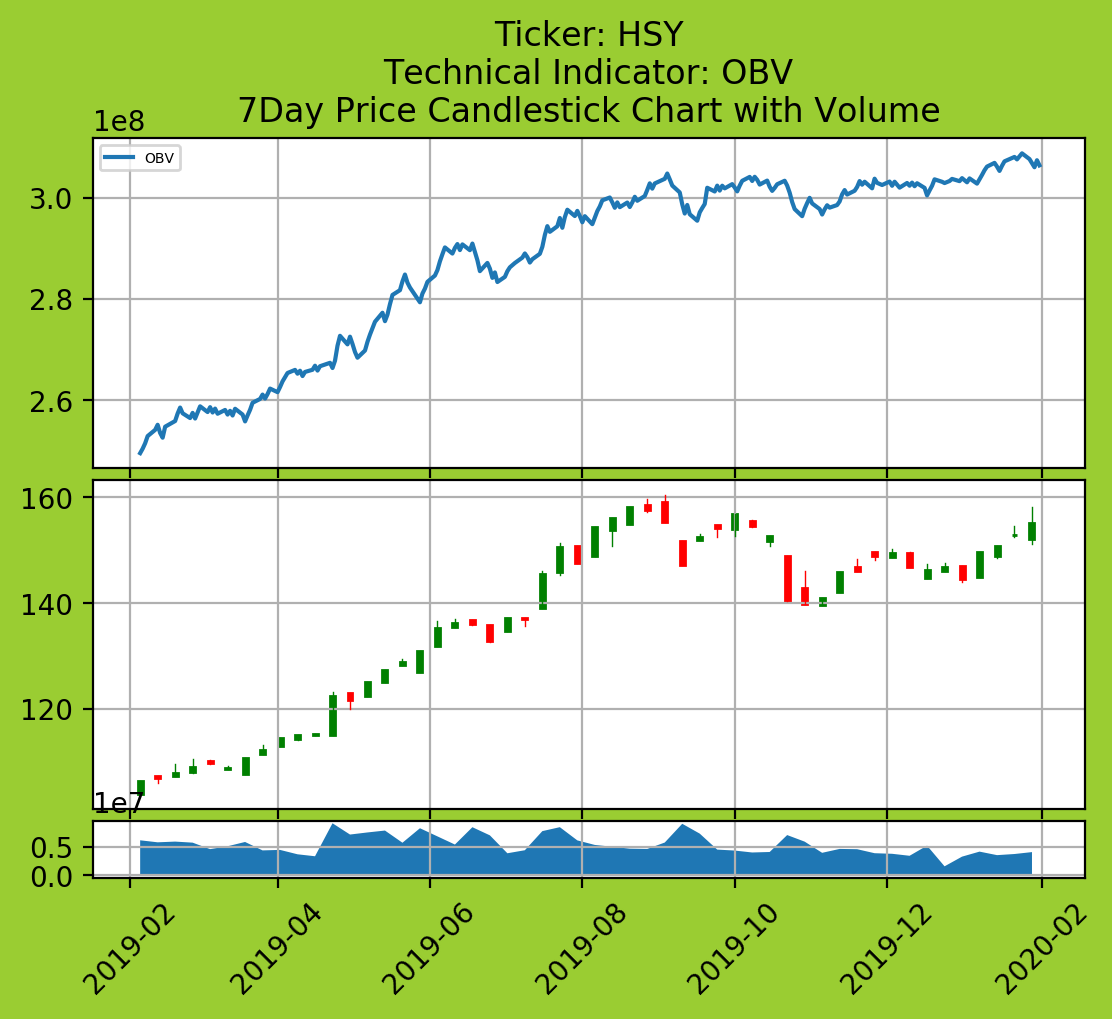 Ticker: HSY
Technical Indicator: OBV
7Day Price Candlestick Chart with Volume
1e8
OBV
3.0
2.8
2.6
160
140
120
1e7
0.5
0.0
2019-02
2019-04
2019-06
2019-08
2019-10
2019-12
2020-02